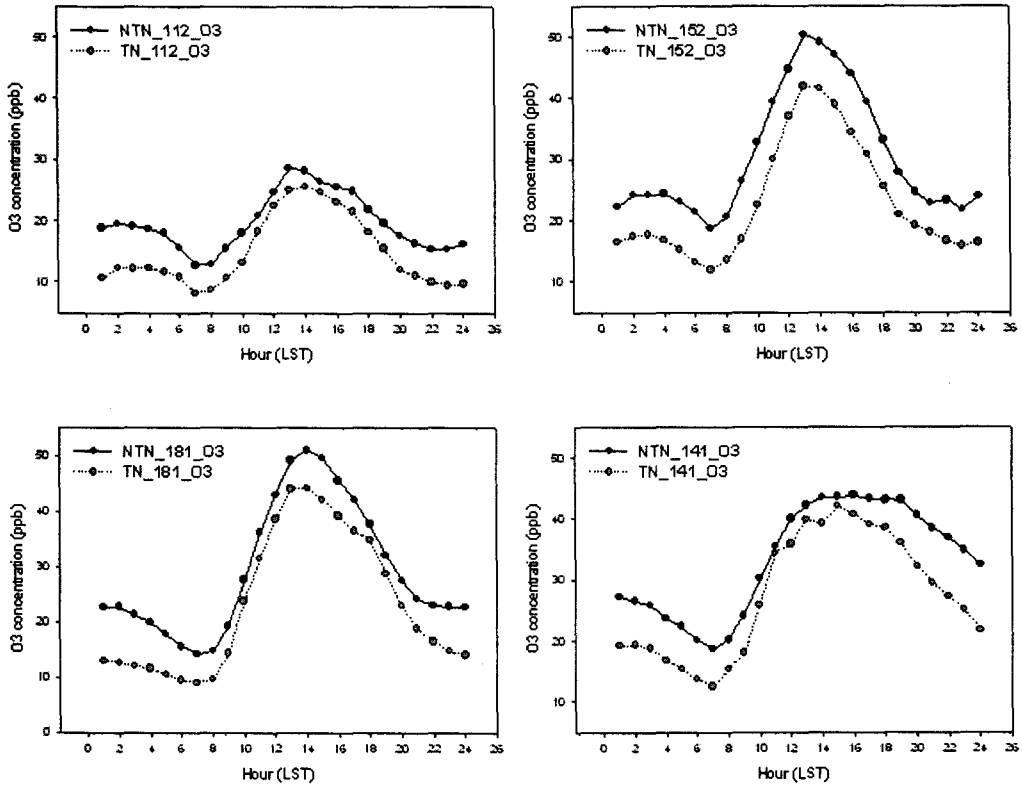 NTN_112_O3
TN_112_O3
O3 concentration (ppb)
50
40
30
20
10
0 2 4 6 8 10 12 14 16 18 20 22 24 26
Hour (LST)
NTN_152_O3
TN_152_O3
O3 concentration (ppb)
50
40
30
20
10
0 2 4 6 8 10 12 14 16 18 20 22 24 26
Hour (LST)
NTN_181_O3
TN_181_O3
O3 concentration (ppb)
50
40
30
20
10
0
0 2 4 6 8 10 12 14 16 18 20 22 24 26
Hour (LST)
NTN_141_O3
TN_141_O3
O3 concentration (ppb)
50
40
30
20
10
0 2 4 6 8 10 12 14 16 18 20 22 24 26
Hour (LST)